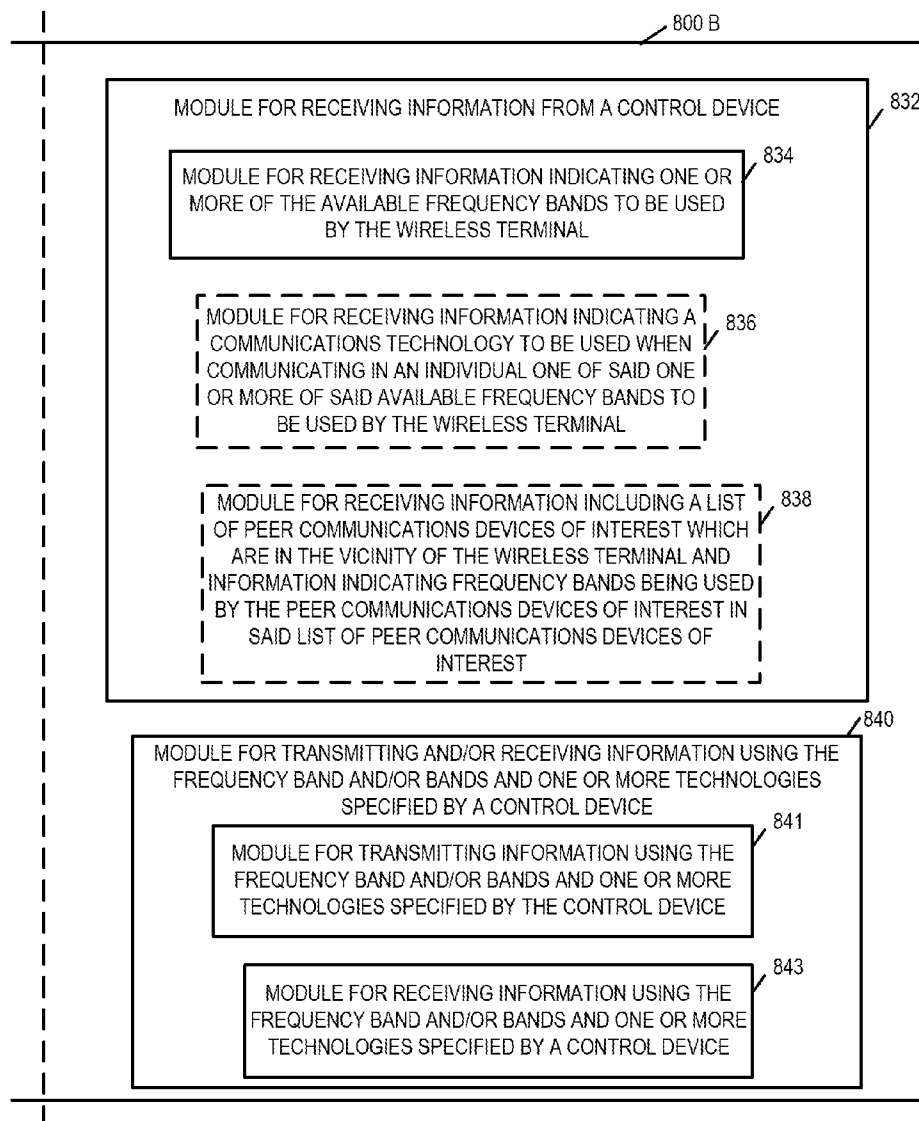 800 B
MODULE FOR RECEIVING INFORMATION FROM A CONTROL DEVICE
832
834
MODULE FOR RECEIVING INFORMATION INDICATING ONE OR
MORE OF THE AVAILABLE FREQUENCY BANDS TO BE USED
BY THE WIRELESS TERMINAL
MODULE FOR RECEIVING INFORMATION INDICATING A
COMMUNICATIONS TECHNOLOGY TO BE USED WHEN
COMMUNICATING IN AN INDIVIDUAL ONE OF SAID ONE
OR MORE OF SAID AVAILABLE FREQUENCY BANDS TO
BE USED BY THE WIRELESS TERMINAL
836
MODULE FOR RECEIVING INFORMATION INCLUDING A LIST
OF PEER COMMUNICATIONS DEVICES OF INTEREST WHICH
ARE IN THE VICINITY OF THE WIRELESS TERMINAL AND
INFORMATION INDICATING FREQUENCY BANDS BEING USED
BY THE PEER COMMUNICATIONS DEVICES OF INTEREST IN
SAID LIST OF PEER COMMUNICATIONS DEVICES OF
INTEREST
838
840
MODULE FOR TRANSMITTING AND/OR RECEIVING INFORMATION USING THE
FREQUENCY BAND AND/OR BANDS AND ONE OR MORE TECHNOLOGIES
SPECIFIED BY A CONTROL DEVICE
841
MODULE FOR TRANSMITTING INFORMATION USING THE
FREQUENCY BAND AND/OR BANDS AND ONE OR MORE
TECHNOLOGIES SPECIFIED BY THE CONTROL DEVICE
843
MODULE FOR RECEIVING INFORMATION USING THE
FREQUENCY BAND AND/OR BANDS AND ONE OR MORE
TECHNOLOGIES SPECIFIED BY A CONTROL DEVICE